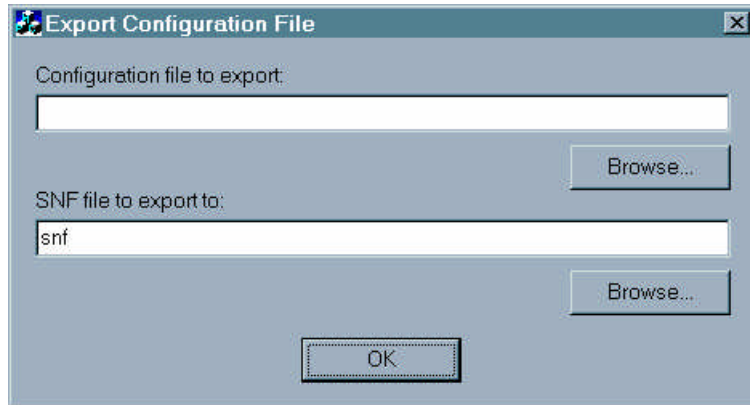 Export Configuration File
Configuration file to export:
Browse...
SNF file to export to:
snf
Browse...
OK